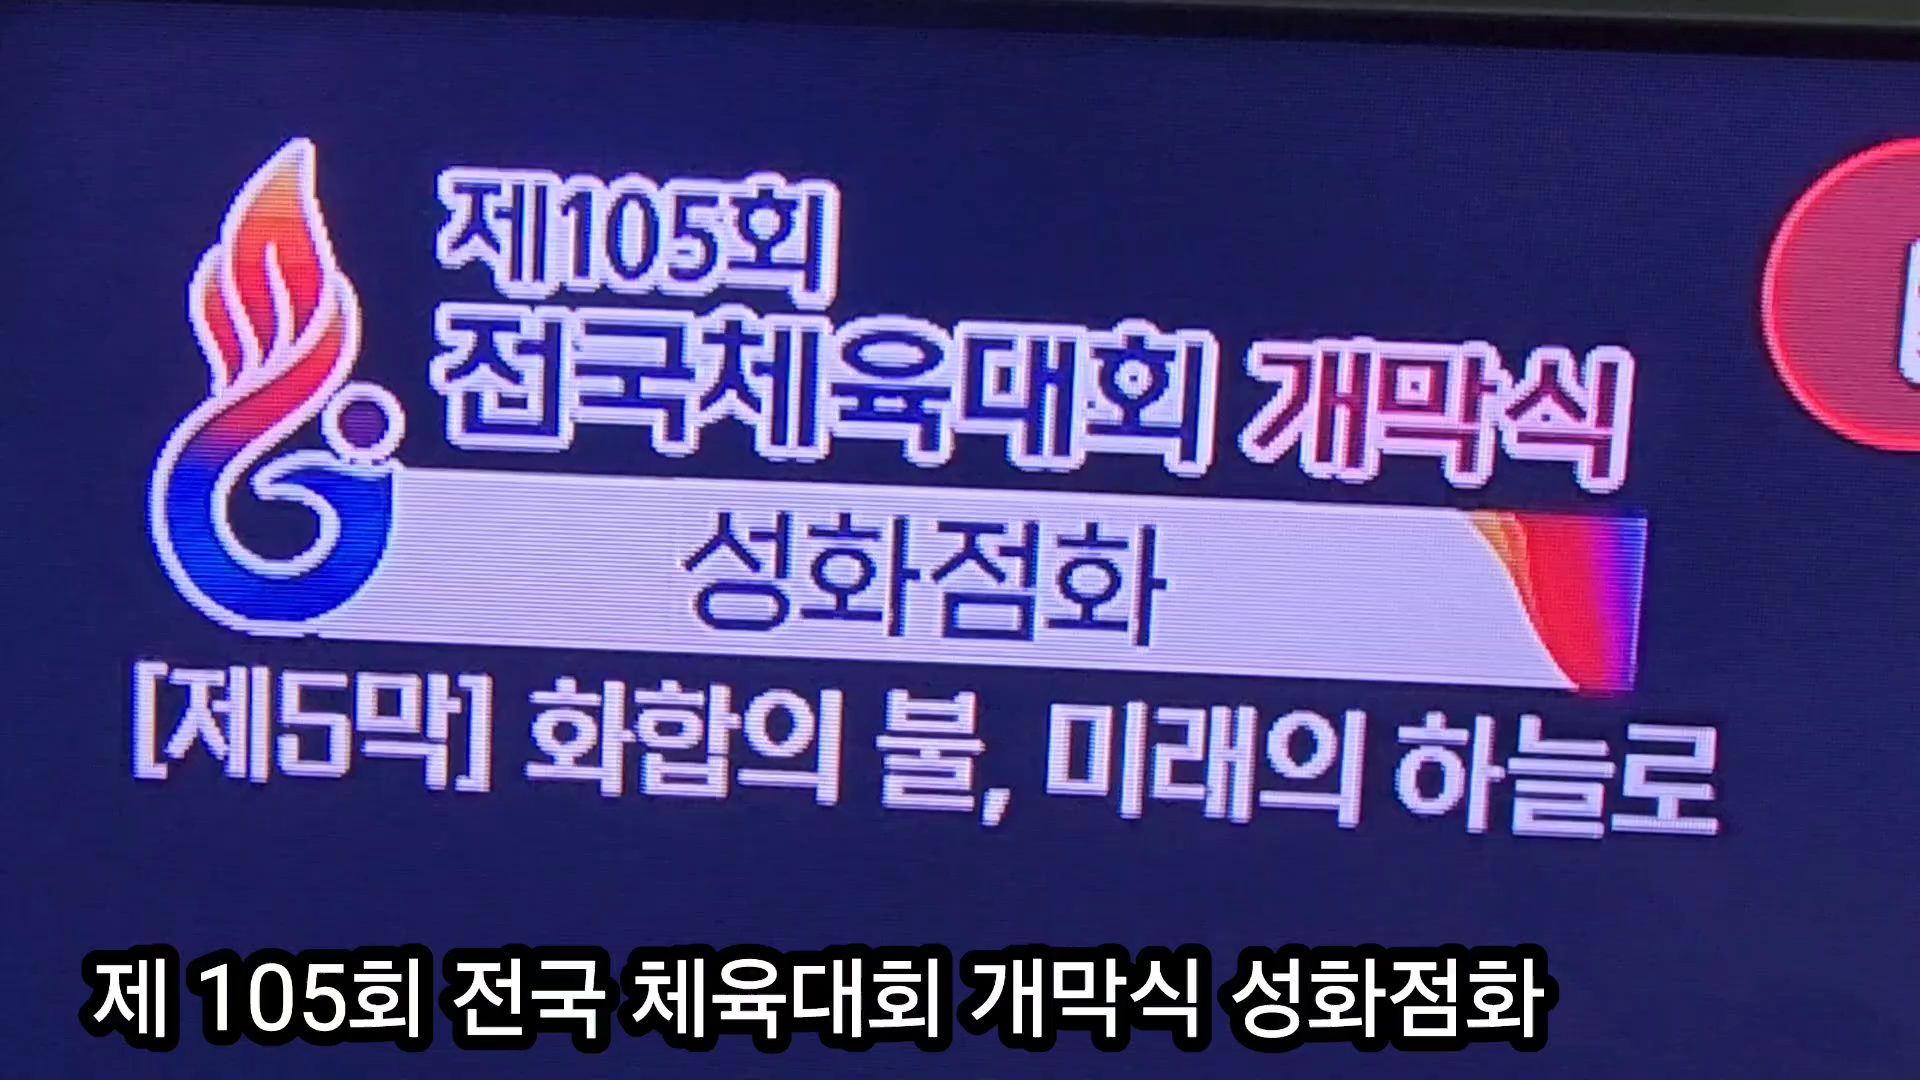 제105회
전국체육대회 개막식
성화점화
[제5막] 화합의 불, 미래의 하늘로
제 105회 전국 체육대회 개막식 성화점화